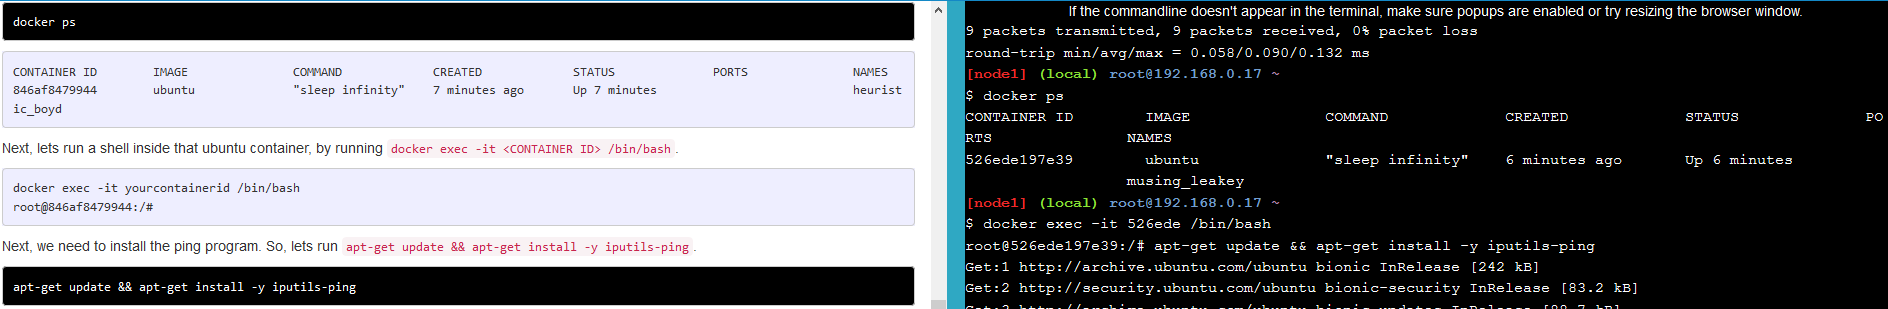 docker ps
CONTAINER ID IMAGE COMMAND CREATED STATUS PORTS NAMES
846af8479944 ubuntu "sleep infinity" 7 minutes ago Up 7 minutes heurist
ic_boyd
Next, lets run a shell inside that ubuntu container, by running docker exec -it <CONTAINER ID> /bin/bash.
docker exec -it yourcontainerid /bin/bash
root@846af8479944:/#
Next, we need to install the ping program. So, lets run apt-get update && apt-get install -y iputils-ping.
apt-get update && apt-get install -y iputils-ping
If the commandline doesn't appear in the terminal, make sure popups are enabled or try resizing the browser window.
9 packets transmitted, 9 packets received, 0% packet loss
round-trip min/avg/max = 0.058/0.090/0.132 ms
[node1] (local) root@192.168.0.17 ~
$ docker ps
CONTAINER ID IMAGE COMMAND CREATED STATUS PO
RTS NAMES
526ede197e39 ubuntu "sleep infinity" 6 minutes ago Up 6 minutes
musing_leakey
[node1] (local) root@192.168.0.17 ~
$ docker exec -it 526ede /bin/bash
root@526ede197e39:/# apt-get update && apt-get install -y iputils-ping
Get:1 http://archive.ubuntu.com/ubuntu bionic InRelease [242 kB]
Get:2 http://security.ubuntu.com/ubuntu bionic-security InRelease [83.2 kB]